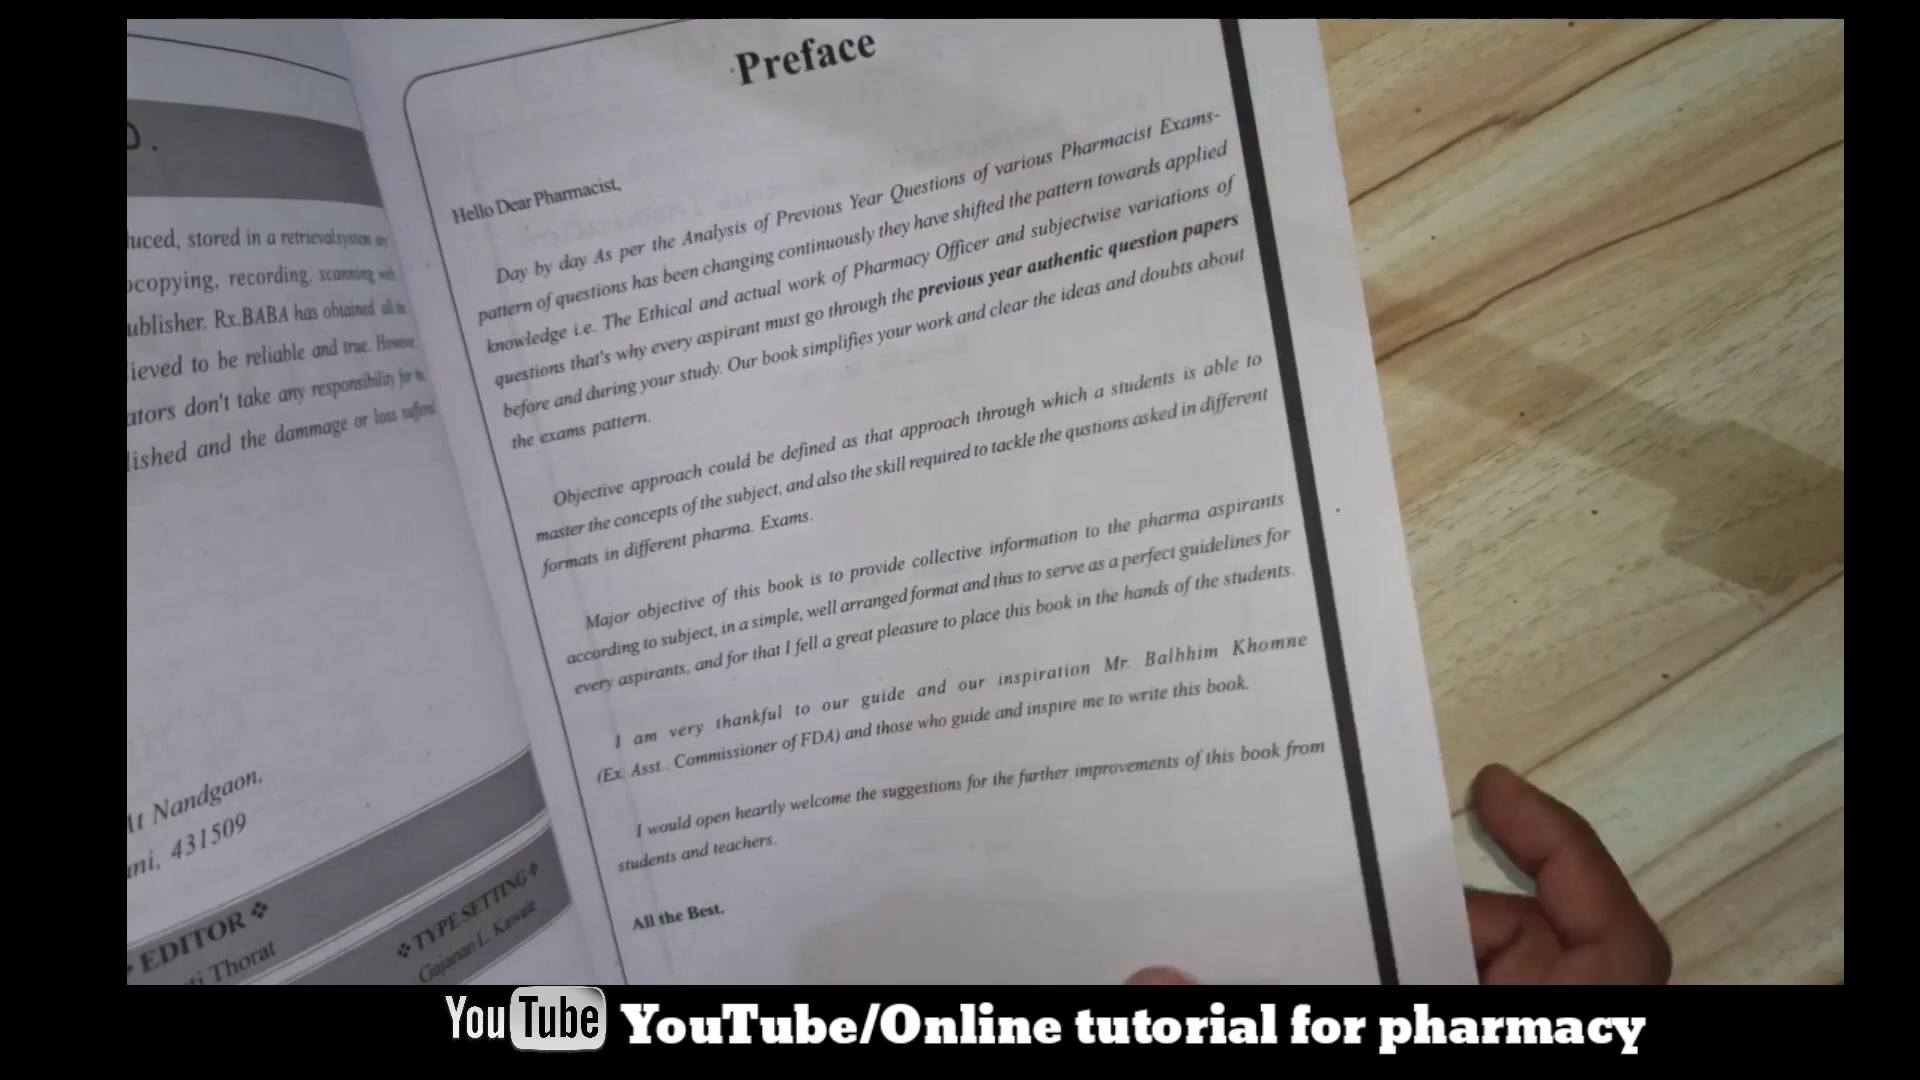 D.
uced, stored in a retrieval system
copying, recording, scanning
ublisher. Rx.BABA has obtained all the
ieved to be reliable and true. However
ators don't take any responsibility for
lished and the dammage or loss suffered
At Nandgaon,
ni, 431509
EDITOR
Thorat
TYPE SETTING
Gajanan L. Kawale
Preface
Hello Dear Pharmacist,
Day by day As per the Analysis of Previous Year Questions of various Pharmacist Exams-
pattern of questions has been changing continuously they have shifted the pattern towards applied
knowledge i.e. The Ethical and actual work of Pharmacy Officer and subjectwise variations of
questions that's why every aspirant must go through the previous year authentic question papers
before and during your study. Our book simplifies your work and clear the ideas and doubts about
the exams pattern.
Objective approach could be defined as that approach through which a students is able to
master the concepts of the subject, and also the skill required to tackle the qustions asked in different
formats in different pharma. Exams.
Major objective of this book is to provide collective information to the pharma aspirants
according to subject, in a simple, well arranged format and thus to serve as a perfect guidelines for
every aspirants, and for that I fell a great pleasure to place this book in the hands of the students.
I am very thankful to our guide and our inspiration Mr. Balbhim Khomne
(Ex. Asst.. Commissioner of FDA) and those who guide and inspire me to write this book.
I would open heartly welcome the suggestions for the further improvements of this book from
students and teachers.
All the Best.
YouTube YouTube/Online tutorial for pharmacy